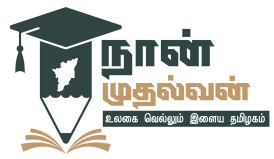 நான்
முதல்வன்
உலகை வெல்லும் இளைய தமிழகம்